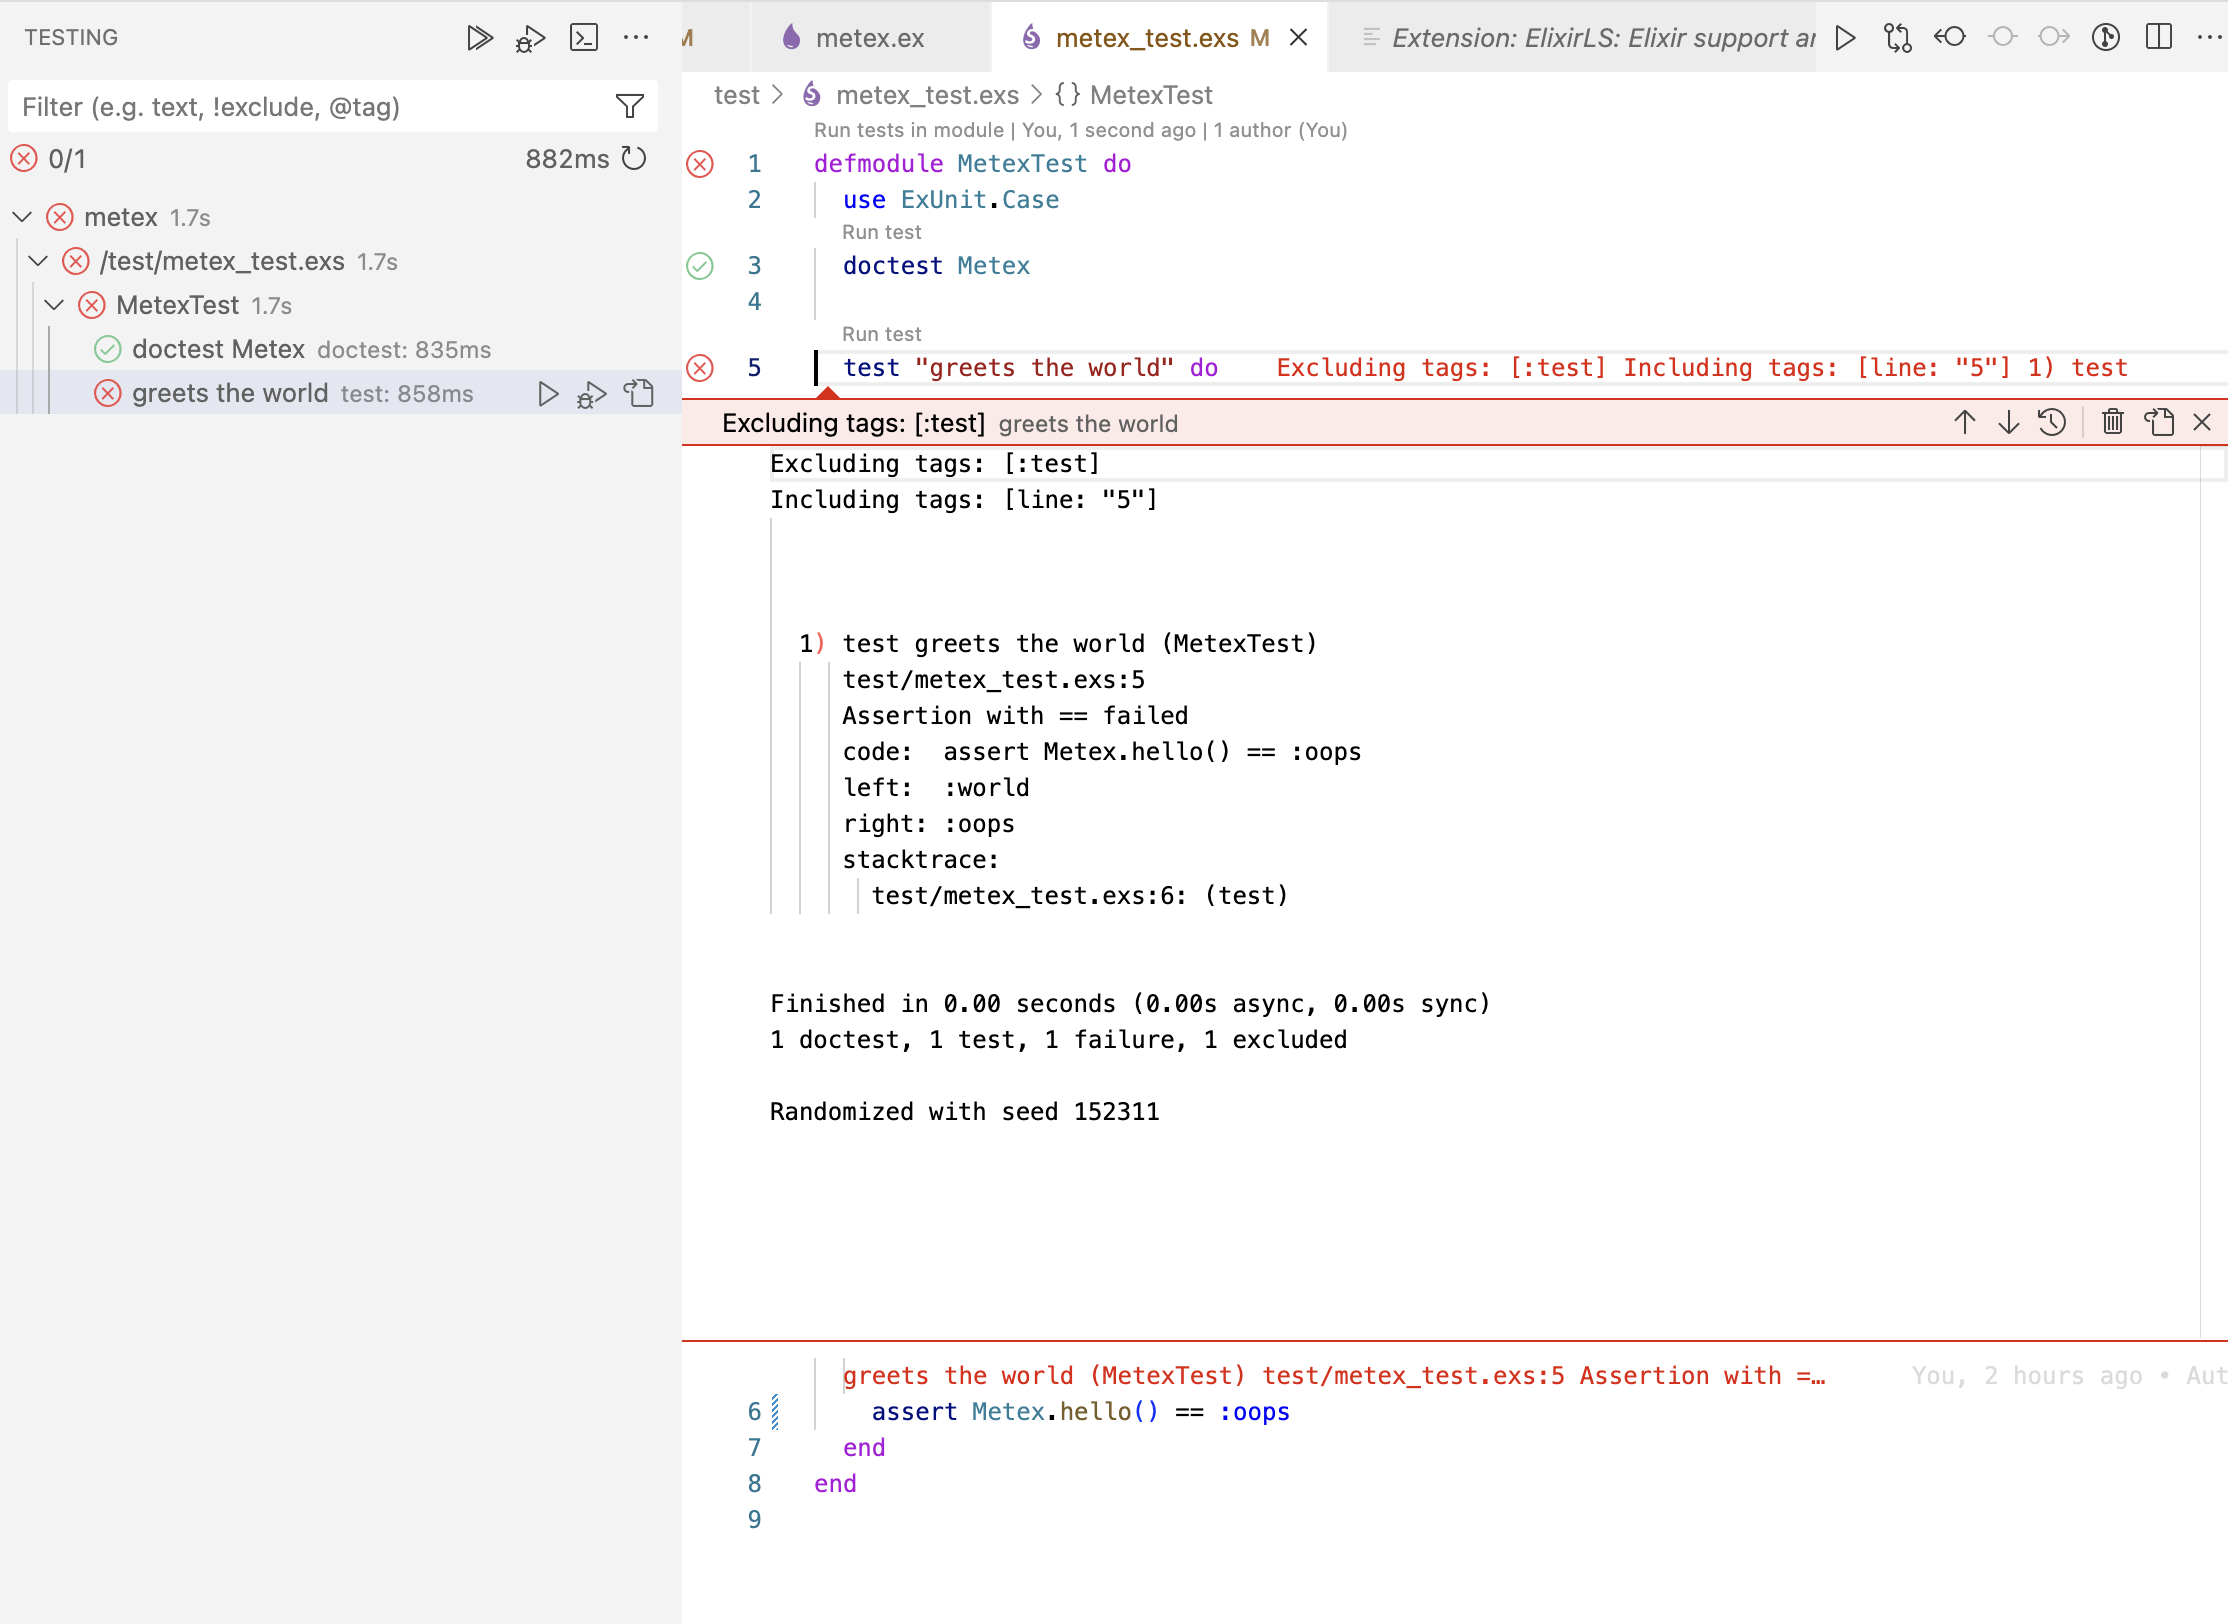 TESTING
Filter (e.g. text, !exclude, @tag)
0/1 882ms
metex 1.7s
/test/metex_test.exs 1.7s
MetexTest 1.7s
doctest Metex doctest: 835ms
greets the world test: 858ms
M metex.ex metex_test.exs M Extension: ElixirLS: Elixir support
test > metex_test.exs > {} MetexTest
Run tests in module | You, 1 second ago | 1 author (You)
1 defmodule MetexTest do
2 use ExUnit.Case
Run test
3 doctest Metex
4
Run test
5 test "greets the world" do Excluding tags: [:test] Including tags: [line: "5"] 1) test
Excluding tags: [:test] greets the world
Excluding tags: [:test]
Including tags: [line: "5"]
1) test greets the world (MetexTest)
test/metex_test.exs:5
Assertion with == failed
code:  assert Metex.hello() == :oops
left:  :world
right: :oops
stacktrace:
test/metex_test.exs:6: (test)
Finished in 0.00 seconds (0.00s async, 0.00s sync)
1 doctest, 1 test, 1 failure, 1 excluded
Randomized with seed 152311
greets the world (MetexTest) test/metex_test.exs:5 Assertion with =… You, 2 hours ago • Aut
6 assert Metex.hello() == :oops
7 end
8 end
9